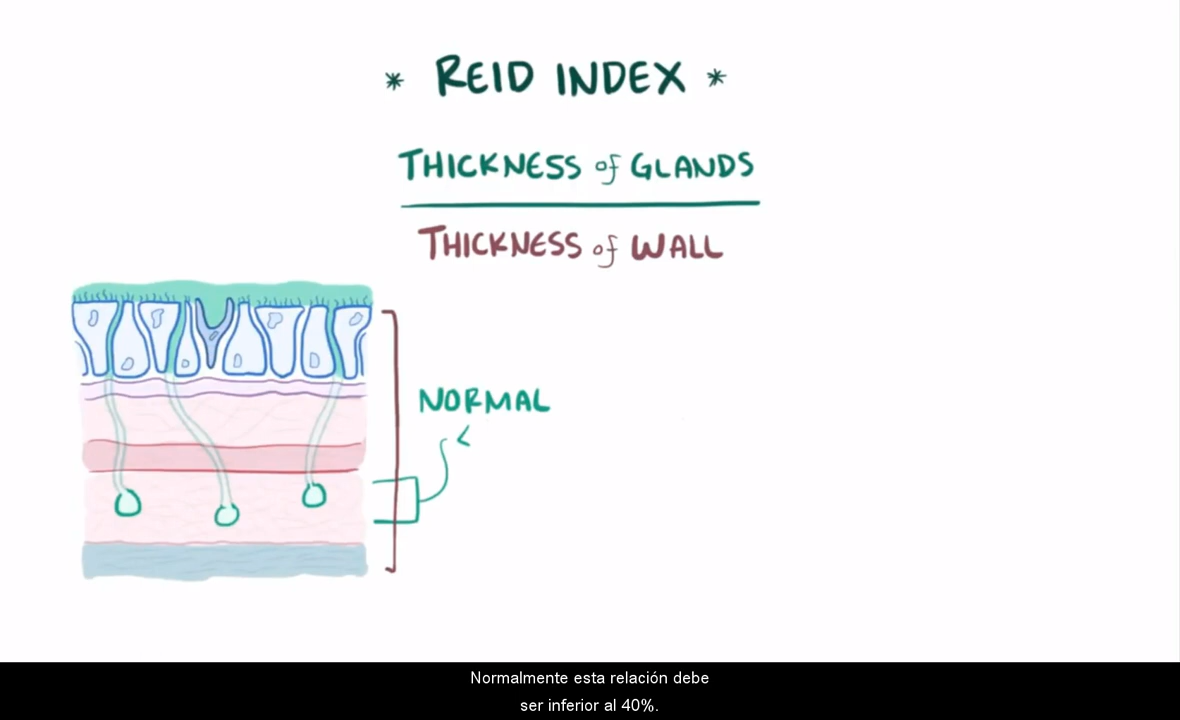 * REID INDEX *
THICKNESS of GLANDS
THICKNESS of WALL
NORMAL
<
Normalmente esta relación debe
ser inferior al 40%.